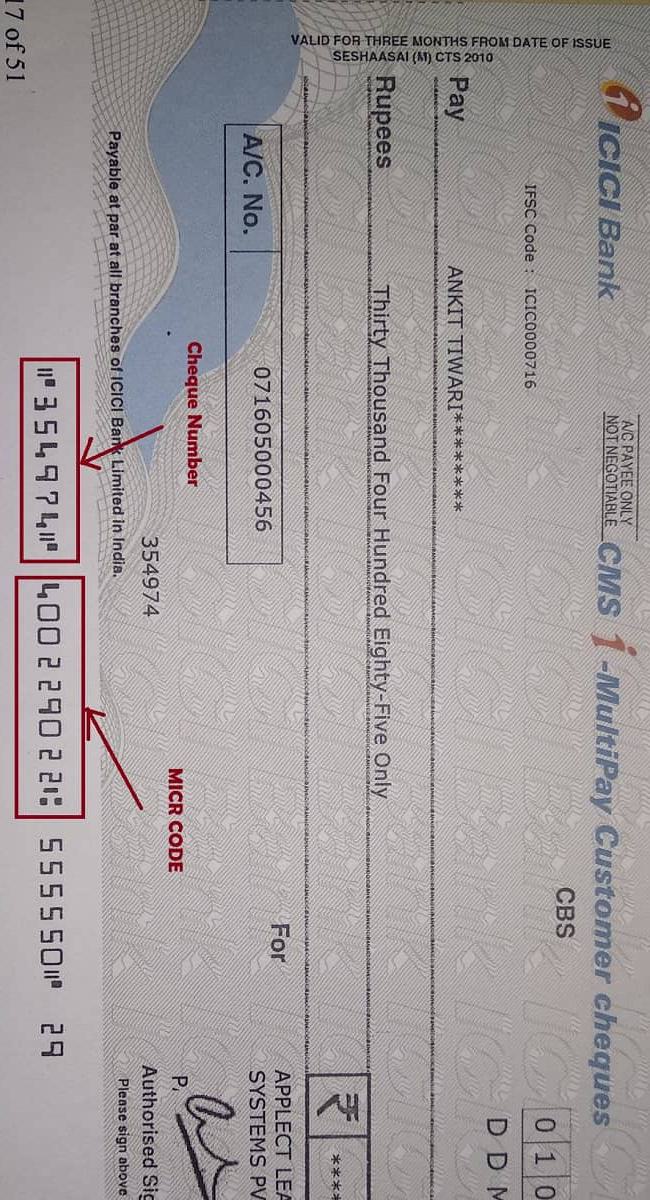 ICICI Bank
A/C PAYEE ONLY
NOT NEGOTIABLE
CMS i-MultiPay Customer cheques
IFSC Code : ICIC0000716
CBS
0 1 0
D D M
VALID FOR THREE MONTHS FROM DATE OF ISSUE
SESHAASAI (M) CTS 2010
Pay ANKIT TIWARI*********
Rupees Thirty Thousand Four Hundred Eighty-Five Only
₹ ****
A/C. No. 071605000456
For APPLECT LEA
SYSTEMS PV
Cheque Number
MICR CODE
P.
354974
Authorised Sig
Payable at par at all branches of ICICI Bank Limited in India.
Please sign above
⑈354974⑈ 400229022⑆ 555550⑈ 29
17 of 51